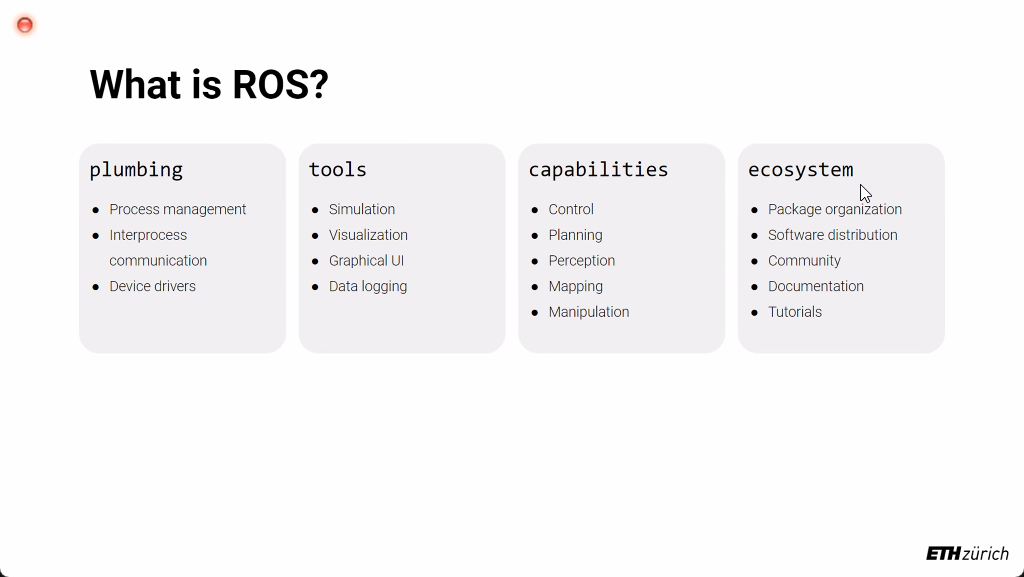 What is ROS?
plumbing
● Process management
● Interprocess
communication
● Device drivers
tools
● Simulation
● Visualization
● Graphical UI
● Data logging
capabilities
● Control
● Planning
● Perception
● Mapping
● Manipulation
ecosystem
● Package organization
● Software distribution
● Community
● Documentation
● Tutorials
ETH zürich